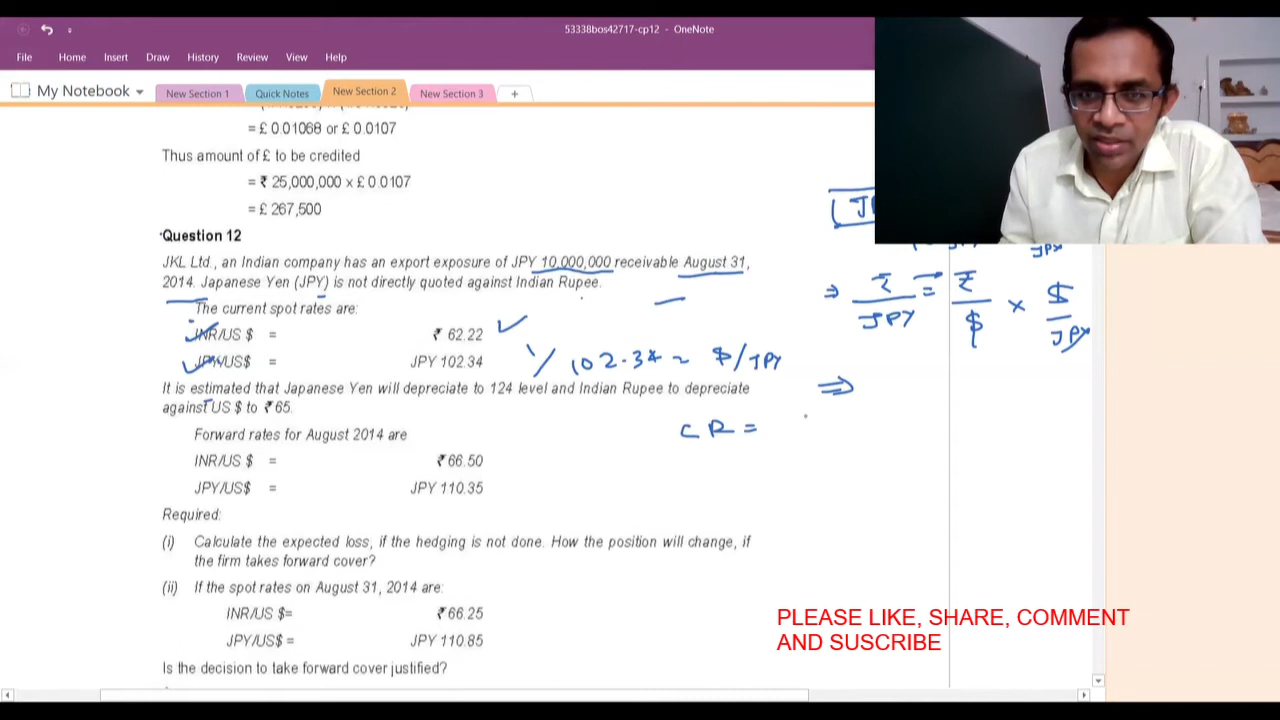 53338bos42717-cp12 - OneNote
File Home Insert Draw History Review View Help
My Notebook New Section 1 Quick Notes New Section 2 New Section 3 +
= £ 0.01068 or £ 0.0107
Thus amount of £ to be credited
= ₹ 25,000,000 x £ 0.0107
= £ 267,500
Question 12
JKL Ltd., an Indian company has an export exposure of JPY 10,000,000 receivable August 31,
2014. Japanese Yen (JPY) is not directly quoted against Indian Rupee.
The current spot rates are:
INR/US $ = ₹ 62.22
JPY/US$ = JPY 102.34
1/102.34 = $/JPY
⇒ ₹/JPY = ₹/$ × $/JPY
⇒
It is estimated that Japanese Yen will depreciate to 124 level and Indian Rupee to depreciate
against US $ to ₹ 65.
CR =
Forward rates for August 2014 are
INR/US $ = ₹ 66.50
JPY/US$ = JPY 110.35
Required:
(i) Calculate the expected loss, if the hedging is not done. How the position will change, if
the firm takes forward cover?
(ii) If the spot rates on August 31, 2014 are:
INR/US $= ₹ 66.25
JPY/US$ = JPY 110.85
Is the decision to take forward cover justified?
PLEASE LIKE, SHARE, COMMENT
AND SUSCRIBE